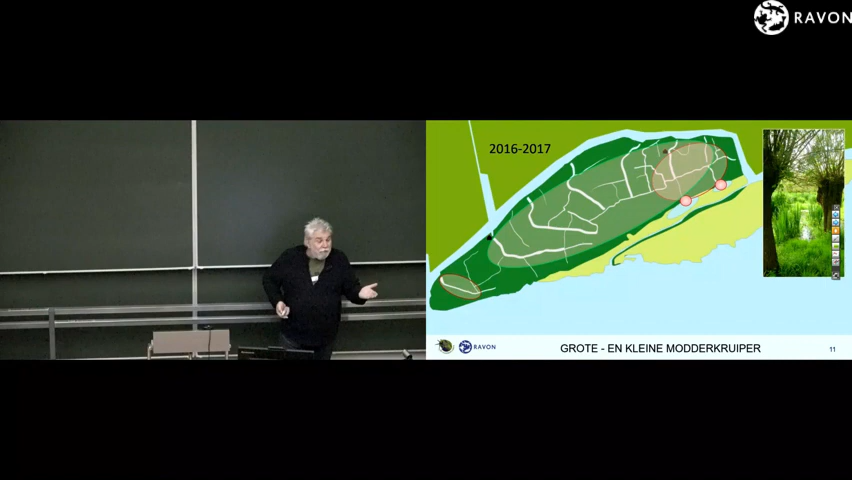 RAVON
2016-2017
RAVON
GROTE - EN KLEINE MODDERKRUIPER
11